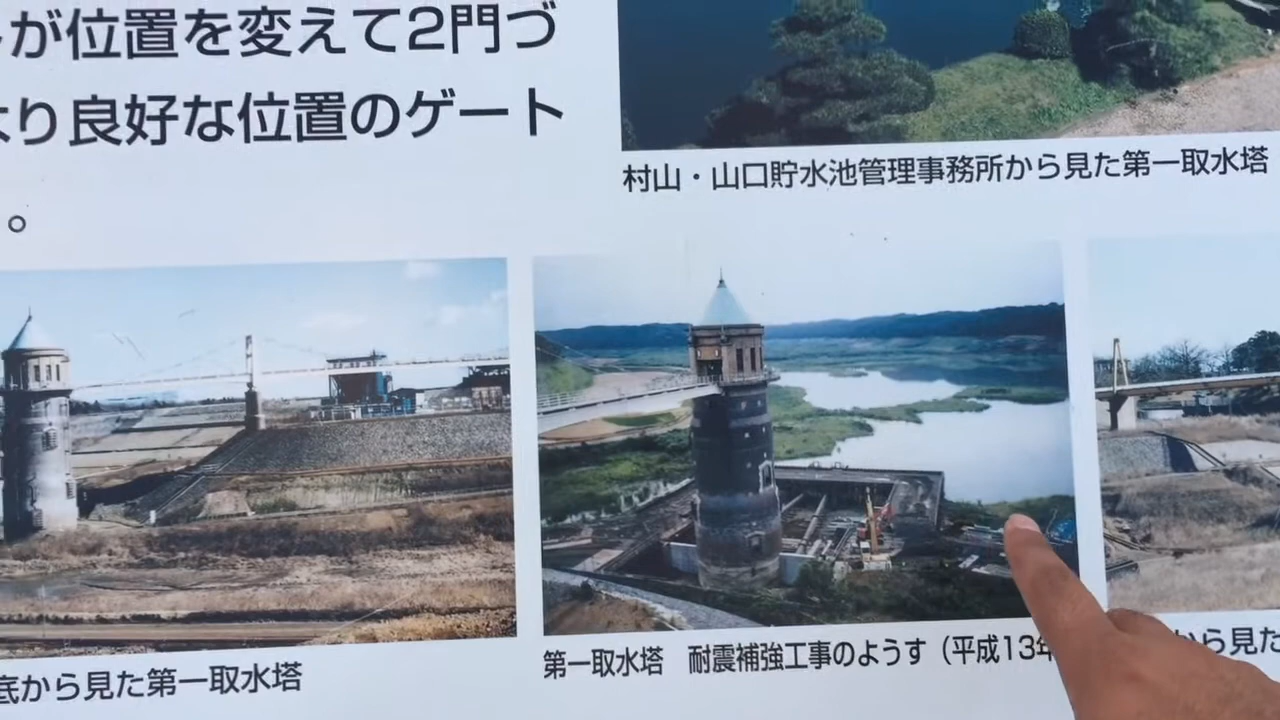 が位置を変えて2門づ
より良好な位置のゲート
。
村山・山口貯水池管理事務所から見た第一取水塔
底から見た第一取水塔
第一取水塔　耐震補強工事のようす（平成13年
から見た